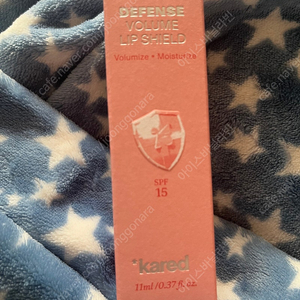 DEFENSE
VOLUME
LIP SHIELD
Volumize • Moisturize
SPF
15
kared
11ml/0.37 fl. oz.